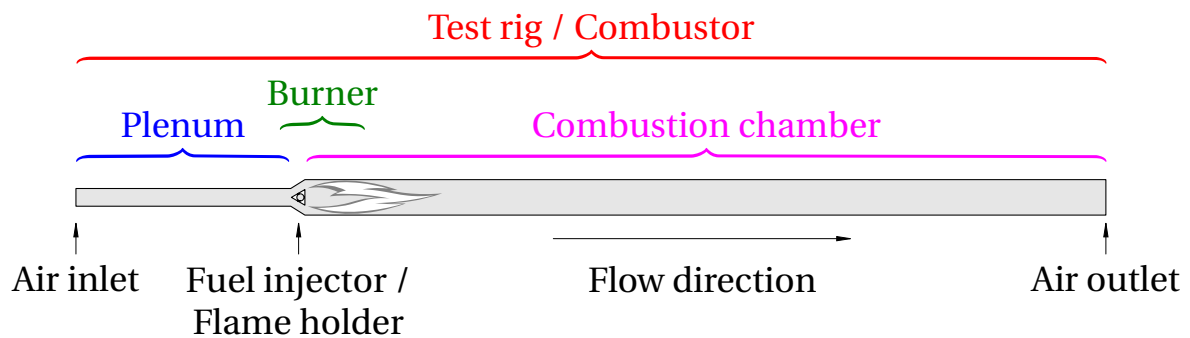 Test rig / Combustor
Burner
Plenum
Combustion chamber
Air inlet
Fuel injector /
Flame holder
Flow direction
Air outlet